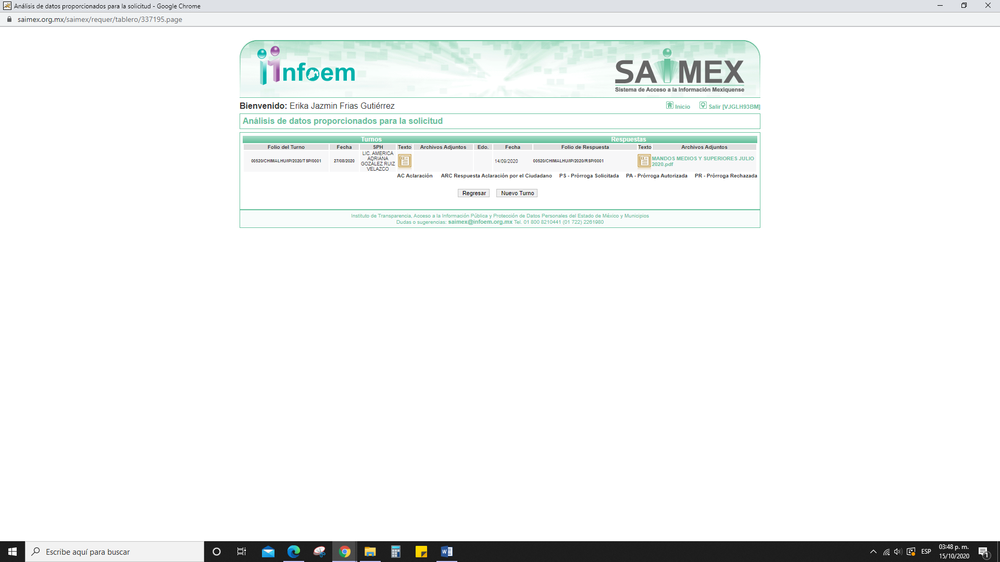 Análisis de datos proporcionados para la solicitud - Google Chrome
saimex.org.mx/saimex/requer/tablero/337195.page
infoem
SAIMEX
Sistema de Acceso a la Información Mexiquense
Bienvenido: Erika Jazmin Frias Gutiérrez
Inicio
Salir [VJGLH93BM]
Análisis de datos proporcionados para la solicitud
Turnos Respuestas
Folio del Turno Fecha SPH Texto Archivos Adjuntos Edo. Fecha Folio de Respuesta Texto Archivos Adjuntos
00520/CHIMALHU/IP/2020/TSP/0001
27/08/2020
LIC. AMERICA
ADRIANA
GOZÁLEZ RUIZ
VELAZCO
14/09/2020
00520/CHIMALHU/IP/2020/RSP/0001
MANDOS MEDIOS Y SUPERIORES JULIO
2020.pdf
AC Aclaración ARC Respuesta Aclaración por el Ciudadano PS - Prórroga Solicitada PA - Prórroga Autorizada PR - Prórroga Rechazada
Regresar
Nuevo Turno
Instituto de Transparencia, Acceso a la Información Pública y Protección de Datos Personales del Estado de México y Municipios
Dudas o sugerencias: saimex@infoem.org.mx Tel. 01 800 8210441 (01 722) 2261980
Escribe aquí para buscar
ESP
03:48 p. m.
15/10/2020
1